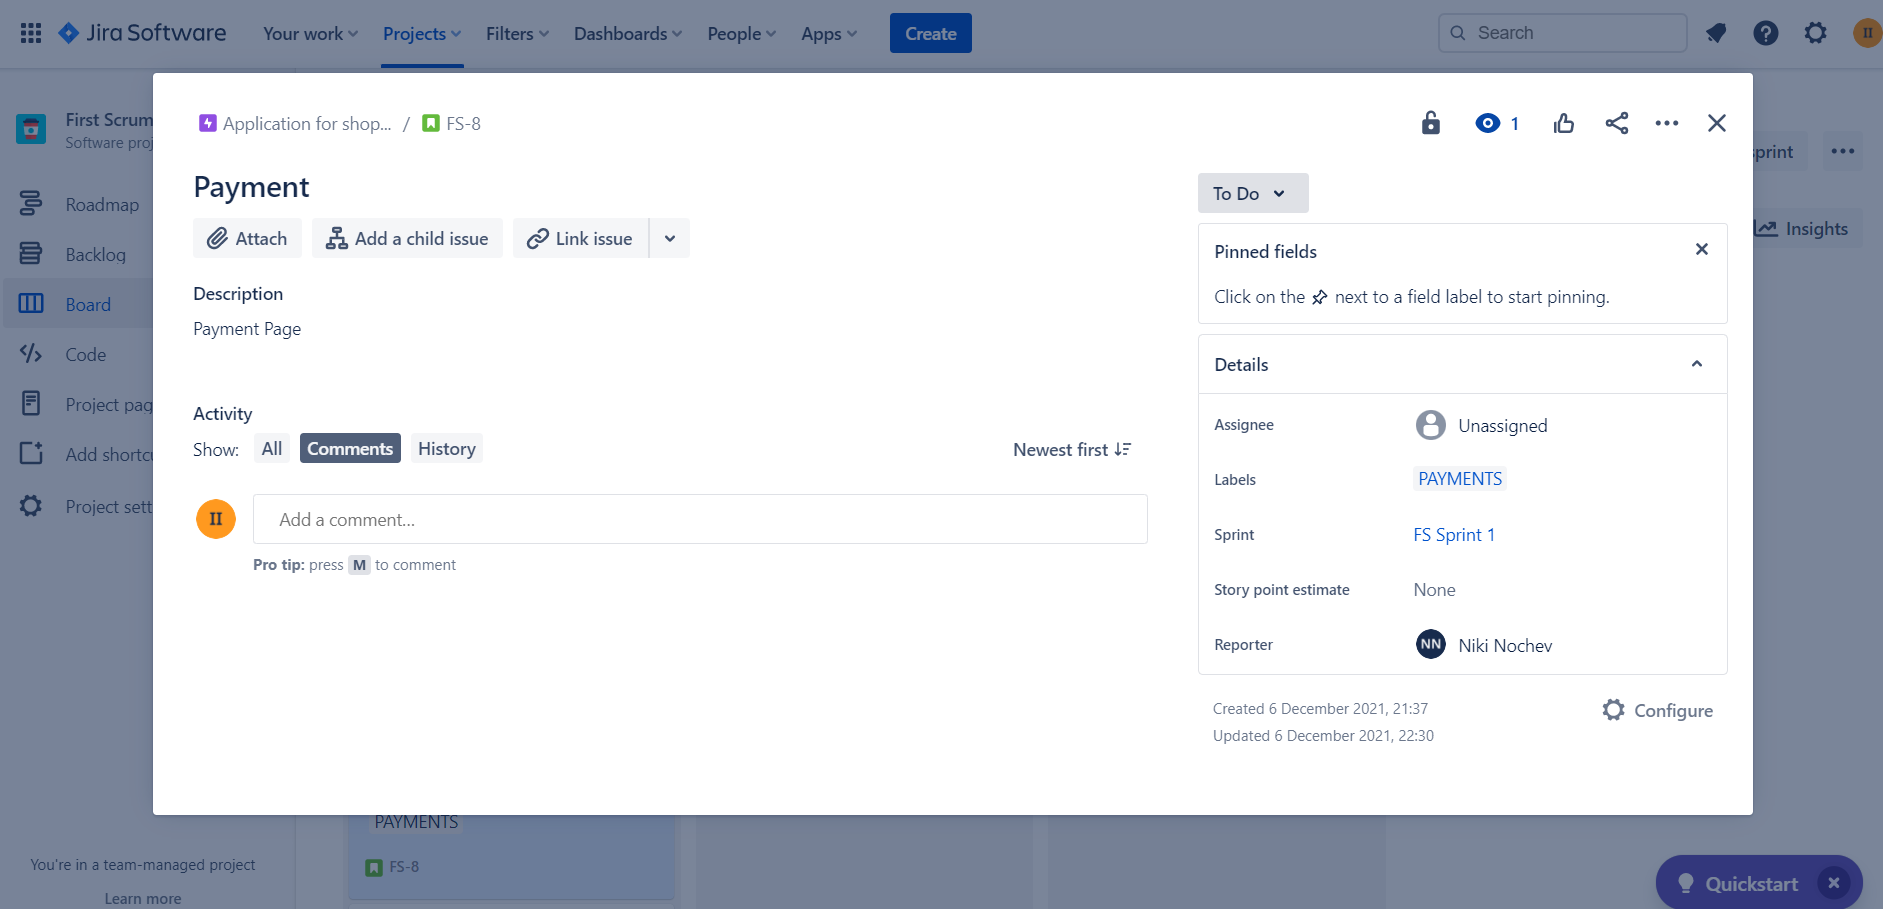 Jira Software
Your work
Projects
Filters
Dashboards
People
Apps
Create
Search
II
First Scrum
Software proj
Roadmap
Backlog
Board
Code
Project pag
Add shortcu
Project sett
You're in a team-managed project
Learn more
sprint
Insights
Application for shop... / FS-8
1
Payment
Attach
Add a child issue
Link issue
Description
Payment Page
Activity
Show: All Comments History
Newest first
II
Add a comment...
Pro tip: press M to comment
To Do
Pinned fields
Click on the next to a field label to start pinning.
Details
Assignee Unassigned
Labels PAYMENTS
Sprint FS Sprint 1
Story point estimate None
Reporter NN Niki Nochev
Created 6 December 2021, 21:37
Updated 6 December 2021, 22:30
Configure
PAYMENTS
FS-8
Quickstart